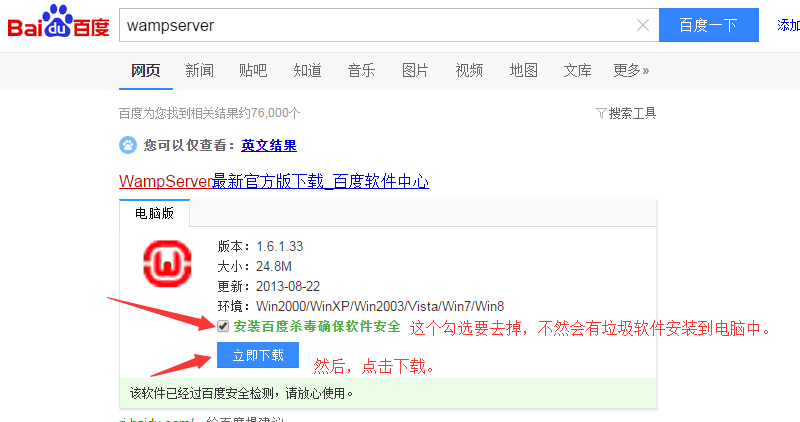 Bai du 百度 wampserver 百度一下 添加
网页 新闻 贴吧 知道 音乐 图片 视频 地图 文库 更多»
百度为您找到相关结果约76,000个 搜索工具
您可以仅查看：英文结果
WampServer最新官方版下载_百度软件中心
电脑版
W
版本：1.6.1.33
大小：24.8M
更新：2013-08-22
环境：Win2000/WinXP/Win2003/Vista/Win7/Win8
安装百度杀毒确保软件安全 这个勾选要去掉，不然会有垃圾软件安装到电脑中。
立即下载 然后，点击下载。
该软件已经过百度安全检测，请放心使用。